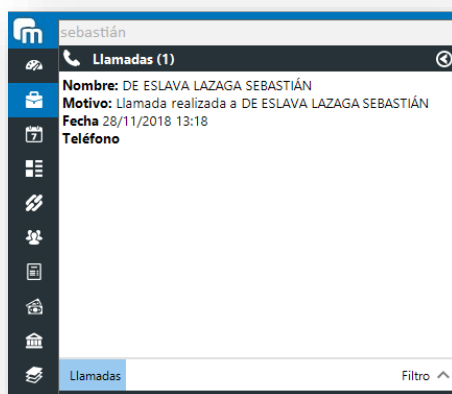 m
sebastián
Llamadas (1)
Nombre: DE ESLAVA LAZAGA SEBASTIÁN
Motivo: Llamada realizada a DE ESLAVA LAZAGA SEBASTIÁN
Fecha 28/11/2018 13:18
Teléfono
7
Llamadas
Filtro